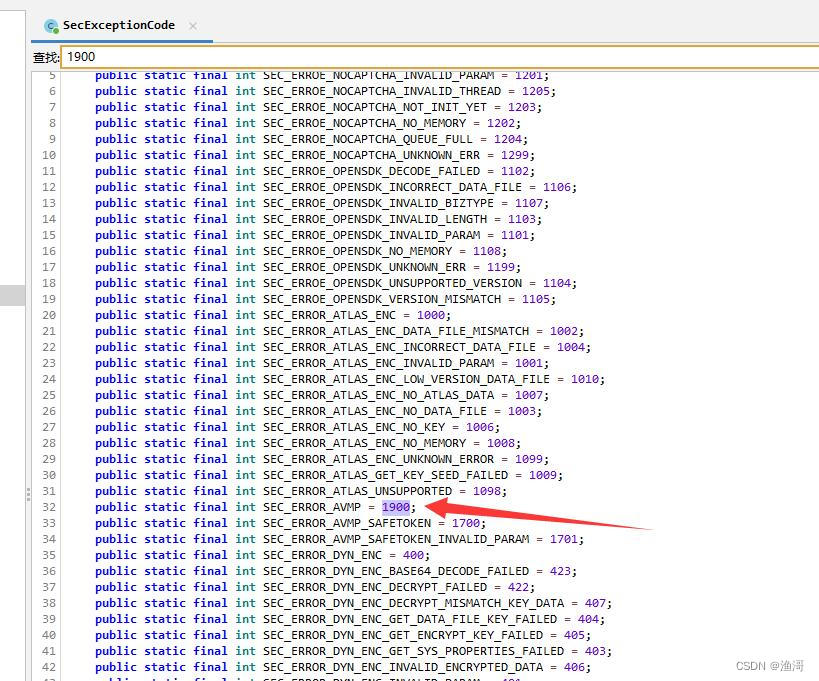 SecExceptionCode
查找: 1900
5 public static final int SEC_ERROE_NOCAPTCHA_INVALID_PARAM = 1201;
6 public static final int SEC_ERROE_NOCAPTCHA_INVALID_THREAD = 1205;
7 public static final int SEC_ERROE_NOCAPTCHA_NOT_INIT_YET = 1203;
8 public static final int SEC_ERROE_NOCAPTCHA_NO_MEMORY = 1202;
9 public static final int SEC_ERROE_NOCAPTCHA_QUEUE_FULL = 1204;
10 public static final int SEC_ERROE_NOCAPTCHA_UNKNOWN_ERR = 1299;
11 public static final int SEC_ERROE_OPENSDK_DECODE_FAILED = 1102;
12 public static final int SEC_ERROE_OPENSDK_INCORRECT_DATA_FILE = 1106;
13 public static final int SEC_ERROE_OPENSDK_INVALID_BIZTYPE = 1107;
14 public static final int SEC_ERROE_OPENSDK_INVALID_LENGTH = 1103;
15 public static final int SEC_ERROE_OPENSDK_INVALID_PARAM = 1101;
16 public static final int SEC_ERROE_OPENSDK_NO_MEMORY = 1108;
17 public static final int SEC_ERROE_OPENSDK_UNKNOWN_ERR = 1199;
18 public static final int SEC_ERROE_OPENSDK_UNSUPPORTED_VERSION = 1104;
19 public static final int SEC_ERROE_OPENSDK_VERSION_MISMATCH = 1105;
20 public static final int SEC_ERROR_ATLAS_ENC = 1000;
21 public static final int SEC_ERROR_ATLAS_ENC_DATA_FILE_MISMATCH = 1002;
22 public static final int SEC_ERROR_ATLAS_ENC_INCORRECT_DATA_FILE = 1004;
23 public static final int SEC_ERROR_ATLAS_ENC_INVALID_PARAM = 1001;
24 public static final int SEC_ERROR_ATLAS_ENC_LOW_VERSION_DATA_FILE = 1010;
25 public static final int SEC_ERROR_ATLAS_ENC_NO_ATLAS_DATA = 1007;
26 public static final int SEC_ERROR_ATLAS_ENC_NO_DATA_FILE = 1003;
27 public static final int SEC_ERROR_ATLAS_ENC_NO_KEY = 1006;
28 public static final int SEC_ERROR_ATLAS_ENC_NO_MEMORY = 1008;
29 public static final int SEC_ERROR_ATLAS_ENC_UNKNOWN_ERROR = 1099;
30 public static final int SEC_ERROR_ATLAS_GET_KEY_SEED_FAILED = 1009;
31 public static final int SEC_ERROR_ATLAS_UNSUPPORTED = 1098;
32 public static final int SEC_ERROR_AVMP = 1900;
33 public static final int SEC_ERROR_AVMP_SAFETOKEN = 1700;
34 public static final int SEC_ERROR_AVMP_SAFETOKEN_INVALID_PARAM = 1701;
35 public static final int SEC_ERROR_DYN_ENC = 400;
36 public static final int SEC_ERROR_DYN_ENC_BASE64_DECODE_FAILED = 423;
37 public static final int SEC_ERROR_DYN_ENC_DECRYPT_FAILED = 422;
38 public static final int SEC_ERROR_DYN_ENC_DECRYPT_MISMATCH_KEY_DATA = 407;
39 public static final int SEC_ERROR_DYN_ENC_GET_DATA_FILE_KEY_FAILED = 404;
40 public static final int SEC_ERROR_DYN_ENC_GET_ENCRYPT_KEY_FAILED = 405;
41 public static final int SEC_ERROR_DYN_ENC_GET_SYS_PROPERTIES_FAILED = 403;
42 public static final int SEC_ERROR_DYN_ENC_INVALID_ENCRYPTED_DATA = 406;
CSDN @渔哥